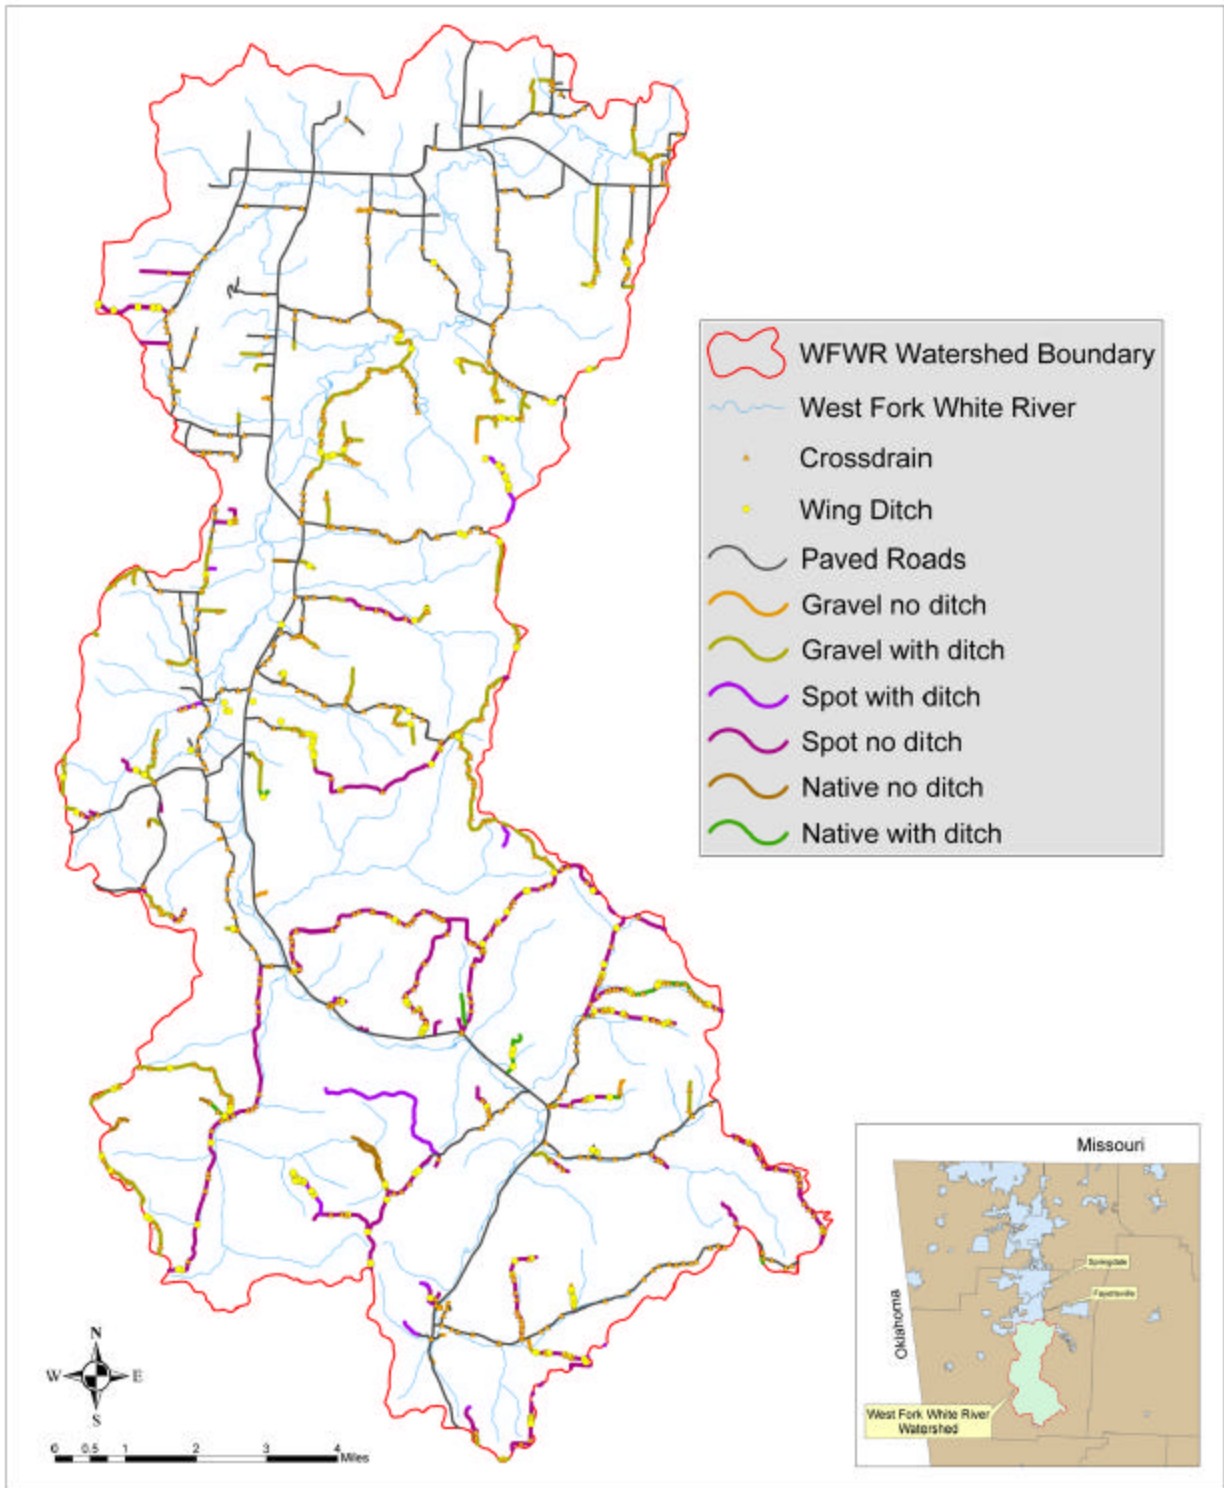 WFWR Watershed Boundary
West Fork White River
Crossdrain
Wing Ditch
Paved Roads
Gravel no ditch
Gravel with ditch
Spot with ditch
Spot no ditch
Native no ditch
Native with ditch
Missouri
Springdale
Fayetteville
Oklahoma
West Fork White River
Watershed
N
W E
S
0 0.5 1 2 3 4
Miles